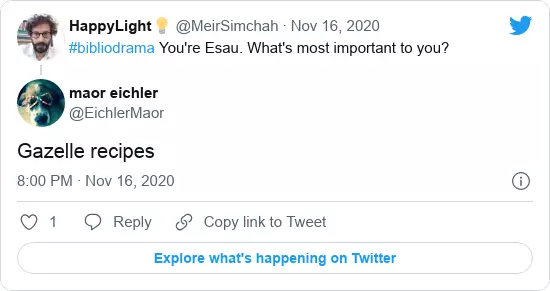 HappyLight💡 @MeirSimchah · Nov 16, 2020
#bibliodrama You're Esau. What's most important to you?
maor eichler
@EichlerMaor
Gazelle recipes
8:00 PM · Nov 16, 2020
1 Reply Copy link to Tweet
Explore what's happening on Twitter